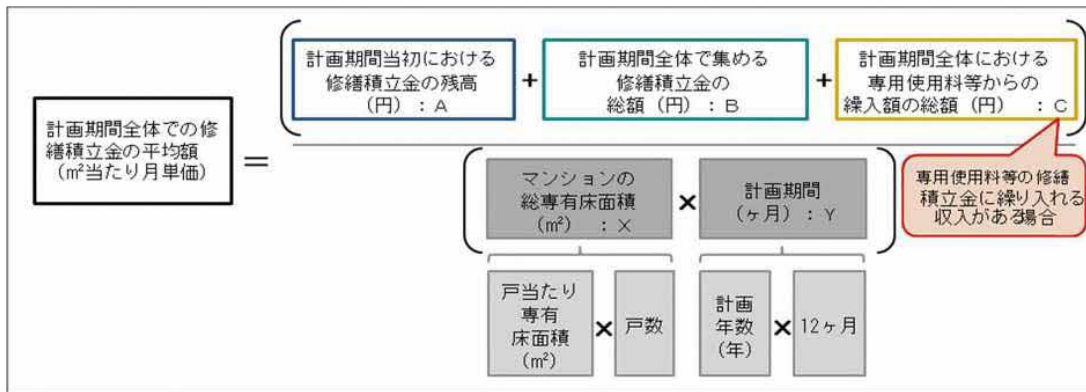 計画期間全体での修
繕積立金の平均額
(㎡当たり月単価)
=
計画期間当初における
修繕積立金の残高
(円) : A
+
計画期間全体で集める
修繕積立金の
総額 (円) : B
+
計画期間全体における
専用使用料等からの
繰入額の総額 (円) : C
専用使用料等の修繕
積立金に繰り入れる
収入がある場合
マンションの
総専有床面積
(㎡) : X
×
計画期間
(ヶ月) : Y
戸当たり
専有
床面積
(㎡)
×
戸数
計画
年数
(年)
×
12ヶ月